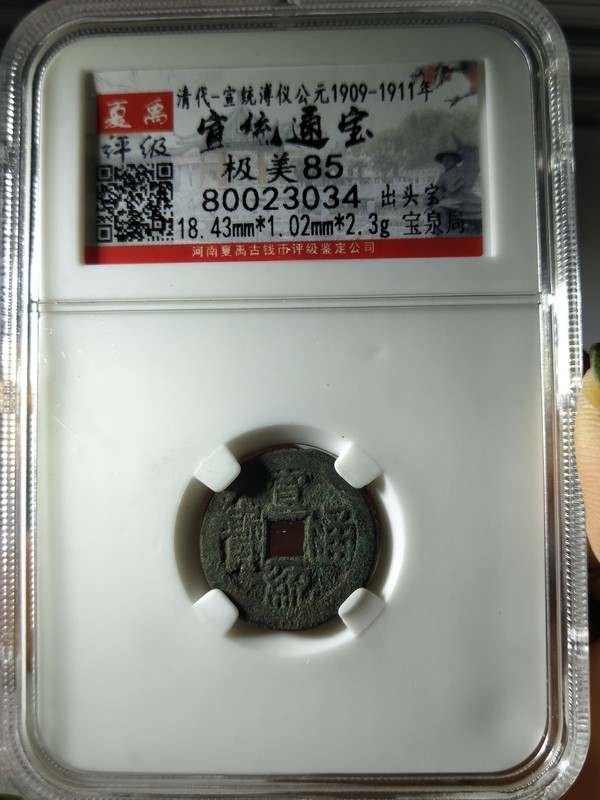 清代-宣统溥仪公元1909-1911年
夏禹
宣统通宝
评级
极美85
80023034 出头宝
18.43mm*1.02mm*2.3g 宝泉局
河南夏禹古钱币评级鉴定公司
宣
寳 通
統